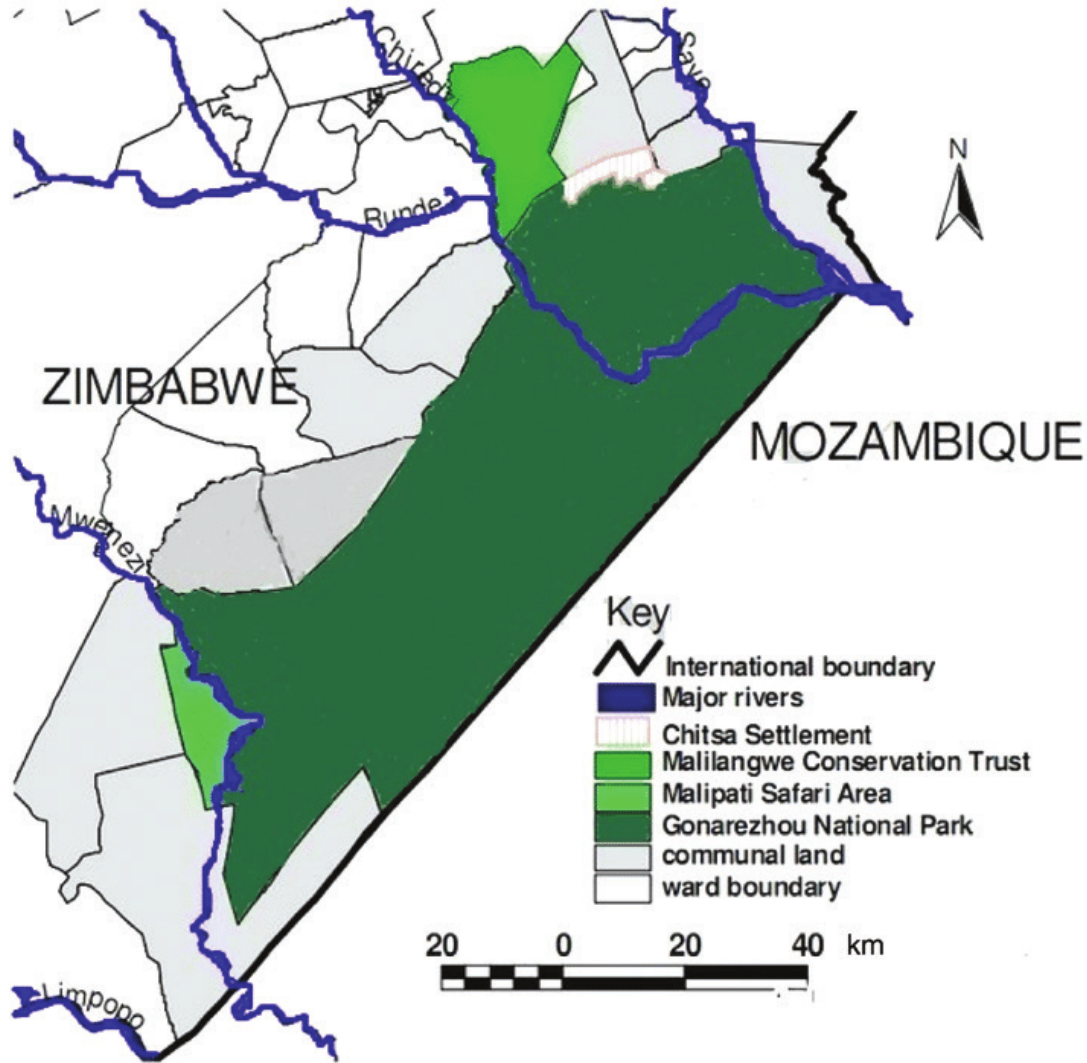 Chiredzi
Save
N
Runde
ZIMBABWE
MOZAMBIQUE
Mwenezi
Key
International boundary
Major rivers
Chitsa Settlement
Malilangwe Conservation Trust
Malipati Safari Area
Gonarezhou National Park
communal land
ward boundary
20 0 20 40 km
Limpopo